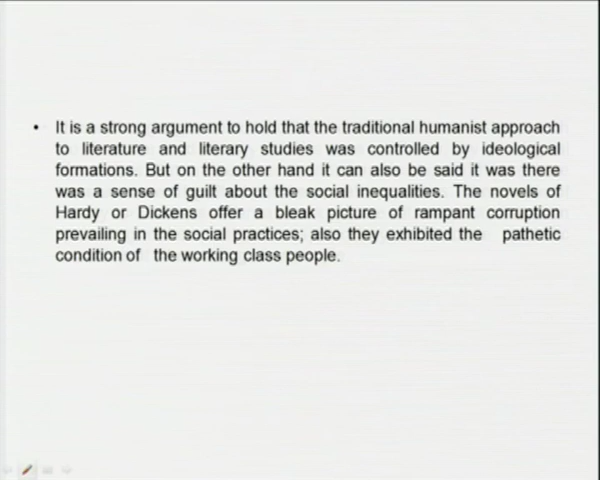 • It is a strong argument to hold that the traditional humanist approach
to literature and literary studies was controlled by ideological
formations. But on the other hand it can also be said it was there
was a sense of guilt about the social inequalities. The novels of
Hardy or Dickens offer a bleak picture of rampant corruption
prevailing in the social practices; also they exhibited the pathetic
condition of the working class people.